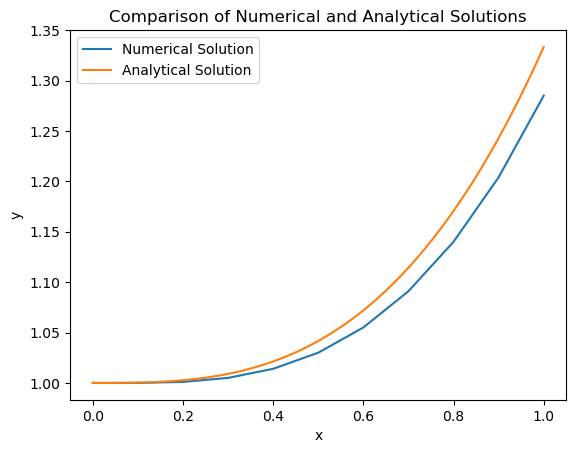 Comparison of Numerical and Analytical Solutions
Numerical Solution
Analytical Solution
1.35
1.30
1.25
1.20
1.15
1.10
1.05
1.00
y
0.0 0.2 0.4 0.6 0.8 1.0
x